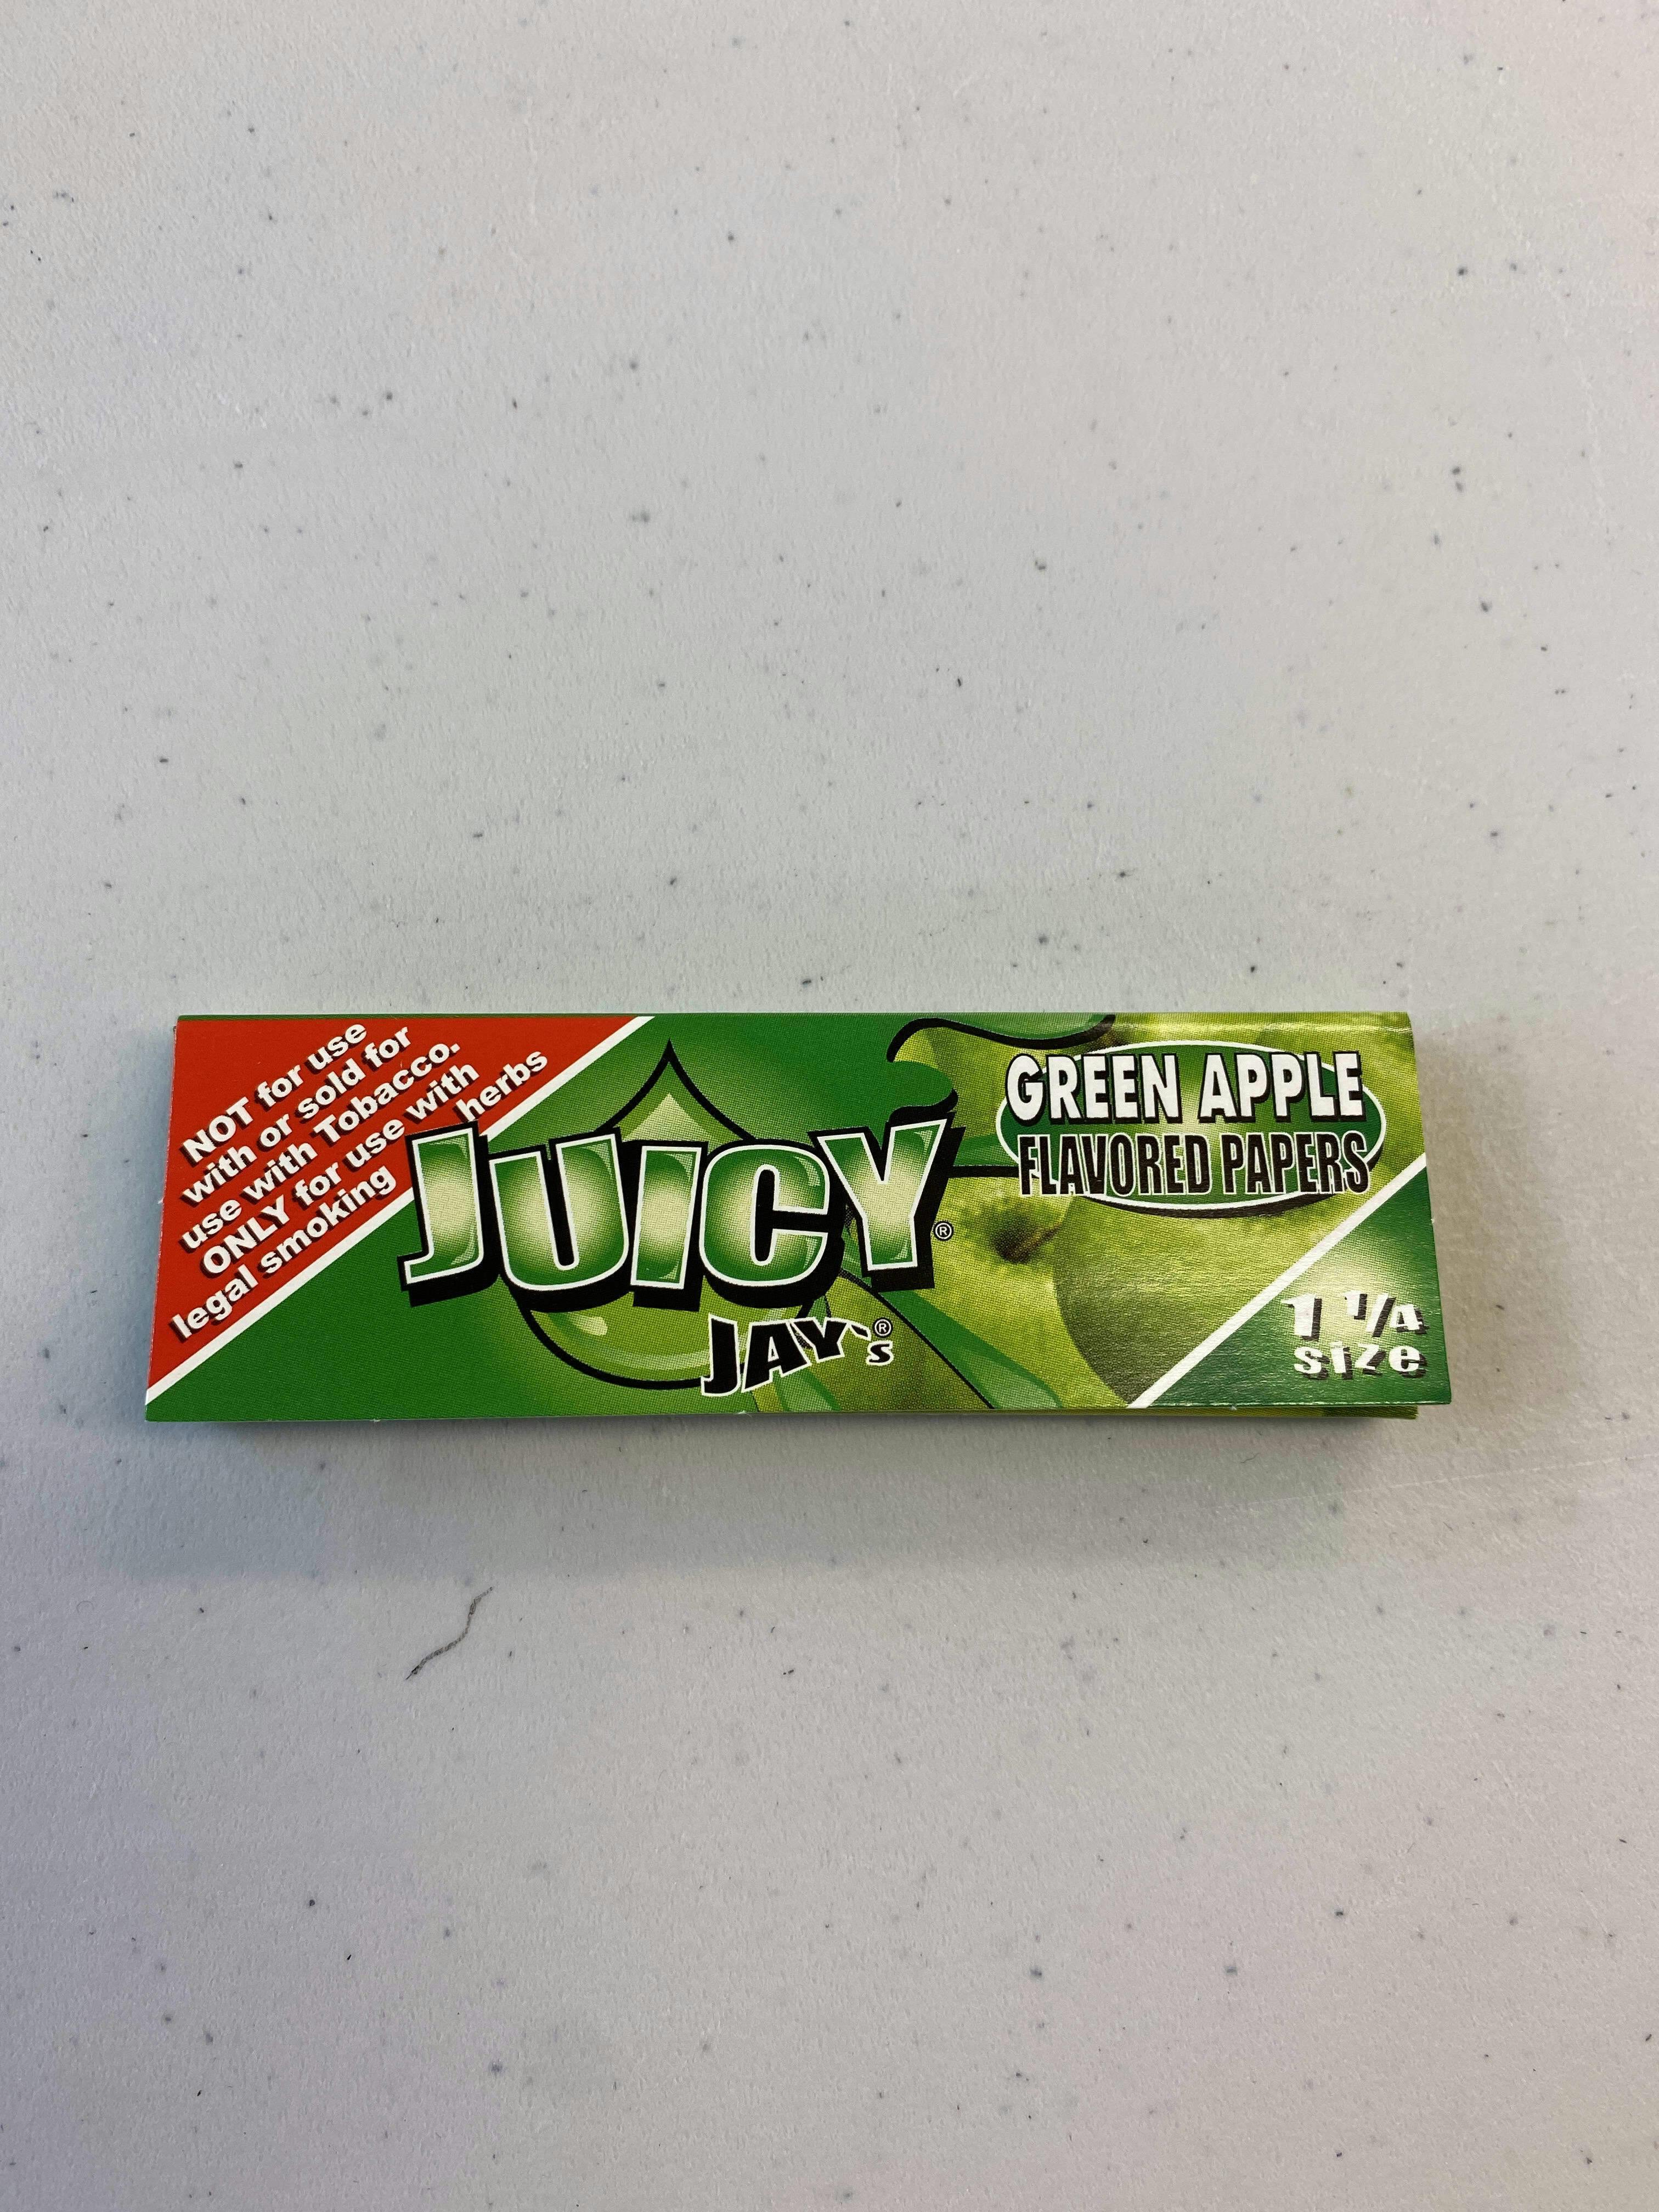 NOT for use
with or sold for
use with Tobacco.
ONLY for use with
legal smoking herbs
JUICY®
JAY's®
GREEN APPLE
FLAVORED PAPERS
1 1/4
size